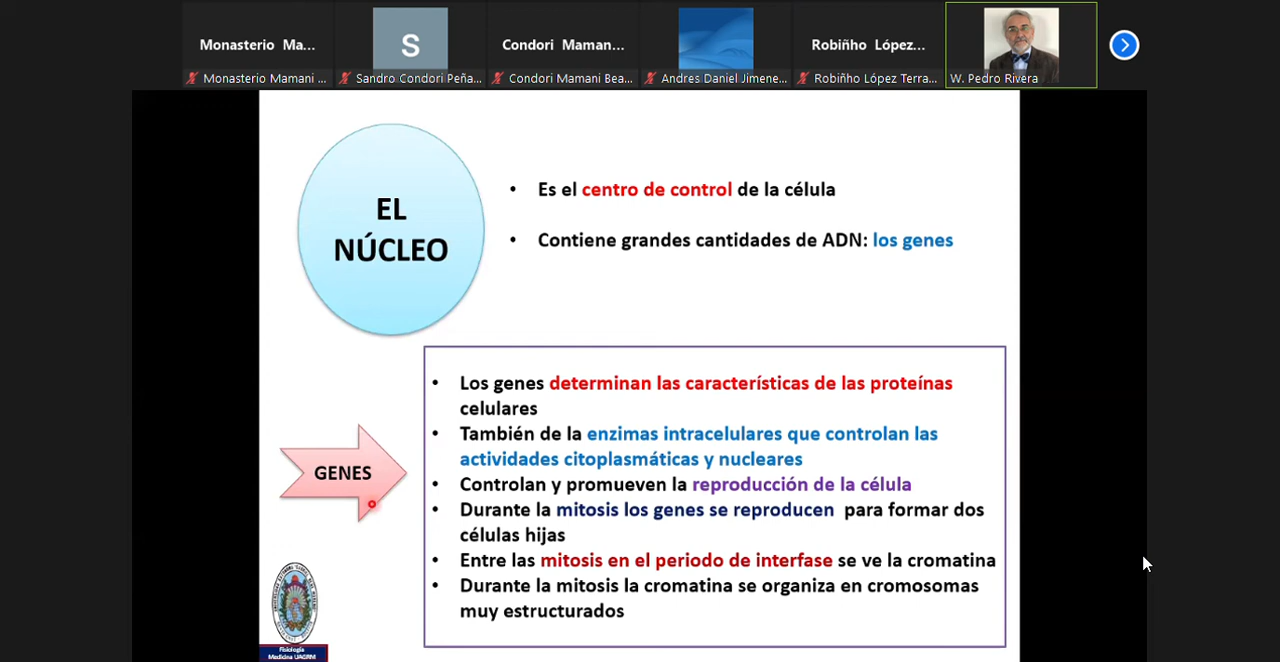 Monasterio Ma...
S
Condori Maman...
Robiñho López...
Monasterio Mamani ...
Sandro Condori Peña...
Condori Mamani Bea...
Andres Daniel Jimene...
Robiñho López Terra...
W. Pedro Rivera
EL
NÚCLEO
• Es el centro de control de la célula
• Contiene grandes cantidades de ADN: los genes
GENES
• Los genes determinan las características de las proteínas
celulares
• También de la enzimas intracelulares que controlan las
actividades citoplasmáticas y nucleares
• Controlan y promueven la reproducción de la célula
• Durante la mitosis los genes se reproducen para formar dos
células hijas
• Entre las mitosis en el periodo de interfase se ve la cromatina
• Durante la mitosis la cromatina se organiza en cromosomas
muy estructurados
Fisiología
Medicina UAGRM